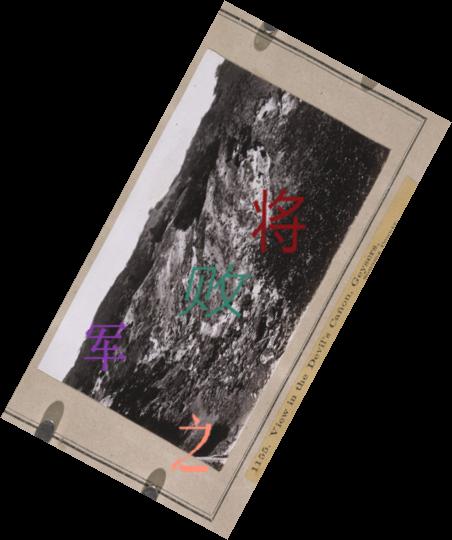 将
败
军
之
1155. View in the Devil's Cañon, Geysers,